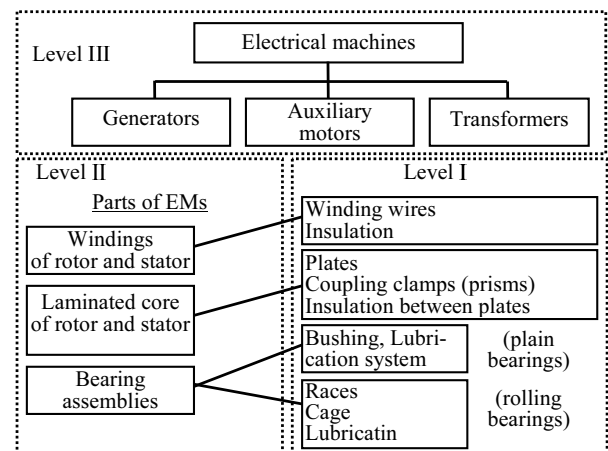 Level III
Electrical machines
Generators
Auxiliary
motors
Transformers
Level II
Parts of EMs
Windings
of rotor and stator
Laminated core
of rotor and stator
Bearing
assemblies
Level I
Winding wires
Insulation
Plates
Coupling clamps (prisms)
Insulation between plates
Bushing, Lubri-
cation system
(plain
bearings)
Races
Cage
Lubricatin
(rolling
bearings)